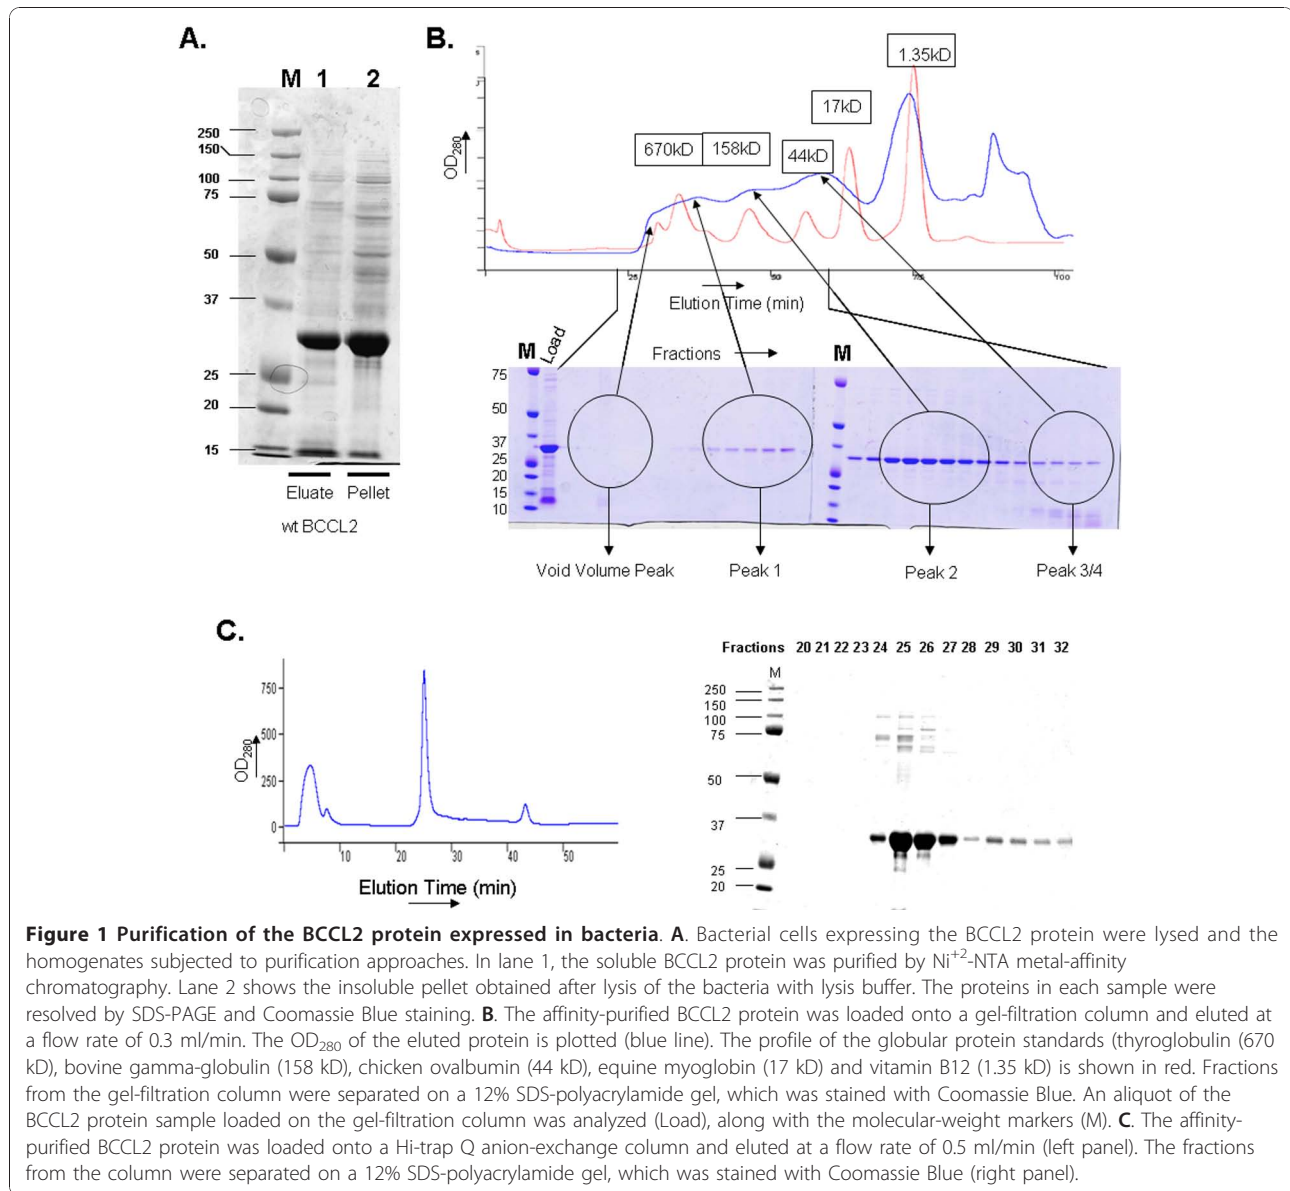 A.
M 1 2
250
150
100
75
50
37
25
20
15
Eluate Pellet
wt BCCL2
B.
OD280
670kD
158kD
44kD
17kD
1.35kD
25
50
75
100
Elution Time (min)
Fractions
M
Load
M
75
50
37
25
20
15
10
Void Volume Peak
Peak 1
Peak 2
Peak 3/4
C.
OD280
750
500
250
0
10
20
30
40
50
Elution Time (min)
Fractions 20 21 22 23 24 25 26 27 28 29 30 31 32
M
250
150
100
75
50
37
25
20
Figure 1 Purification of the BCCL2 protein expressed in bacteria. A. Bacterial cells expressing the BCCL2 protein were lysed and the
homogenates subjected to purification approaches. In lane 1, the soluble BCCL2 protein was purified by Ni+2-NTA metal-affinity
chromatography. Lane 2 shows the insoluble pellet obtained after lysis of the bacteria with lysis buffer. The proteins in each sample were
resolved by SDS-PAGE and Coomassie Blue staining. B. The affinity-purified BCCL2 protein was loaded onto a gel-filtration column and eluted at
a flow rate of 0.3 ml/min. The OD280 of the eluted protein is plotted (blue line). The profile of the globular protein standards (thyroglobulin (670
kD), bovine gamma-globulin (158 kD), chicken ovalbumin (44 kD), equine myoglobin (17 kD) and vitamin B12 (1.35 kD) is shown in red. Fractions
from the gel-filtration column were separated on a 12% SDS-polyacrylamide gel, which was stained with Coomassie Blue. An aliquot of the
BCCL2 protein sample loaded on the gel-filtration column was analyzed (Load), along with the molecular-weight markers (M). C. The affinity-
purified BCCL2 protein was loaded onto a Hi-trap Q anion-exchange column and eluted at a flow rate of 0.5 ml/min (left panel). The fractions
from the column were separated on a 12% SDS-polyacrylamide gel, which was stained with Coomassie Blue (right panel).